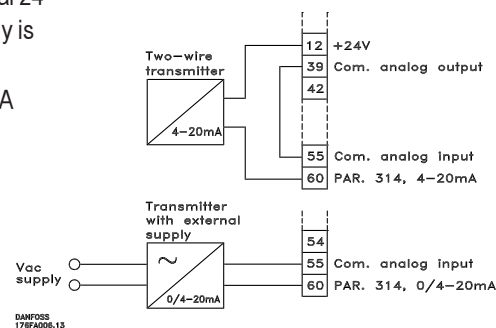 al 24
y is
A
Two-wire
transmitter
4-20mA
12 +24V
39 Com. analog output
42
55 Com. analog input
60 PAR. 314, 4-20mA
Transmitter
with external
supply
~
0/4-20mA
Vac
supply
54
55 Com. analog input
60 PAR. 314, 0/4-20mA
DANFOSS
176FA006.13